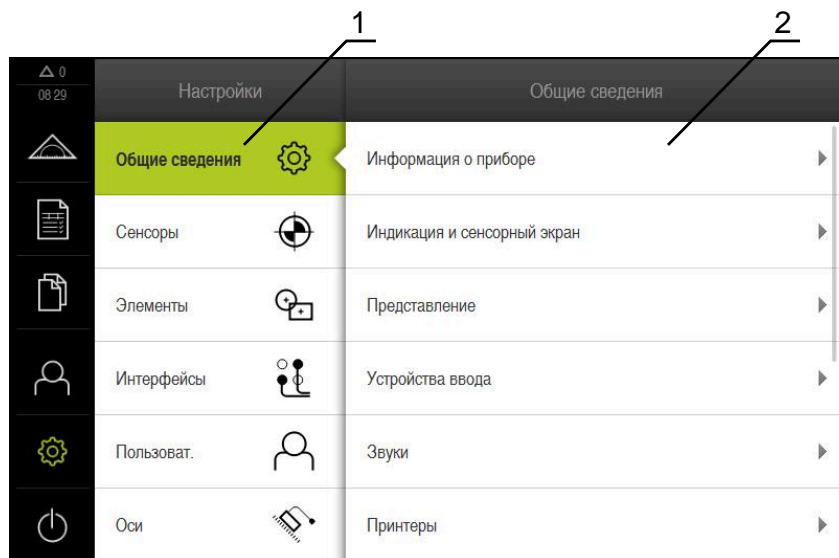 1
2
0
08 29
Настройки
Общие сведения
Общие сведения
Информация о приборе
Сенсоры
Индикация и сенсорный экран
Элементы
Представление
Интерфейсы
Устройства ввода
Пользоват.
Звуки
Оси
Принтеры